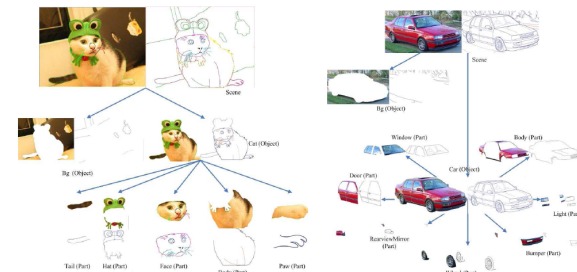 Scene
Scene
Bg (Object)
Window (Part)
Body (Part)
Cat (Object)
Bg (Object)
Car (Object)
Door (Part)
Light (Pa
RearviewMirror
(Part)
Bumper (Part)
Tail (Part)
Hat (Part)
Face (Part)
Paw (Part)